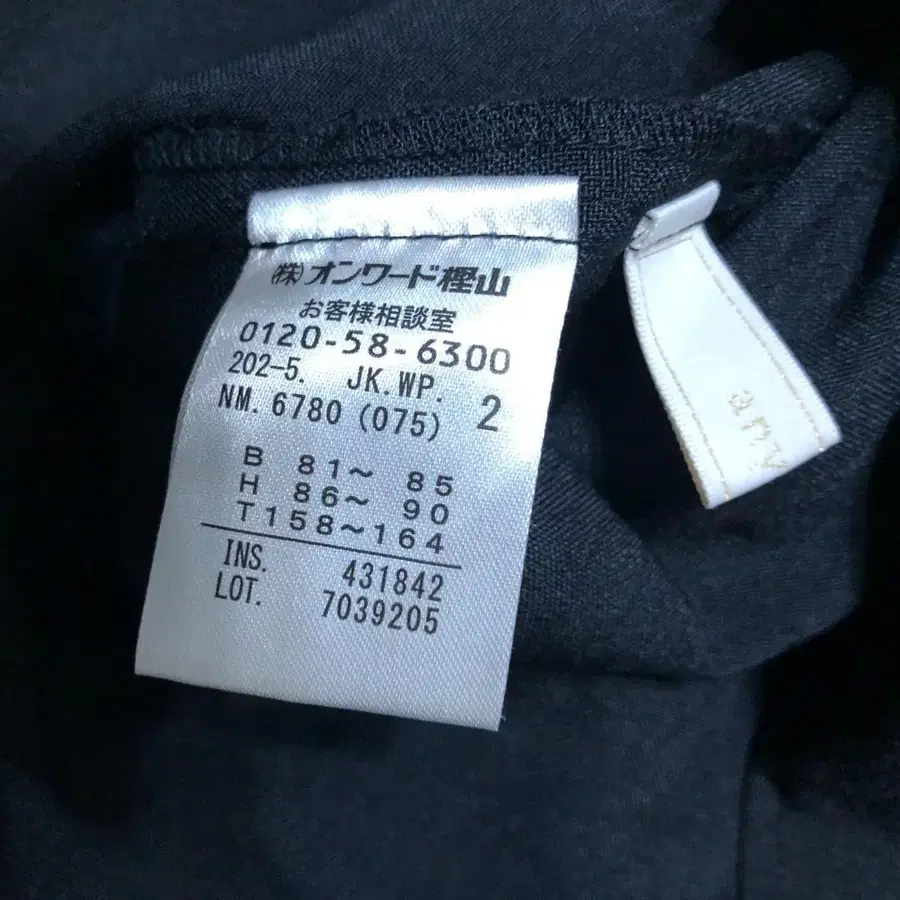 ㈱オンワード樫山
お客様相談室
0120-58-6300
202-5. JK.WP. 2
NM. 6780 (075)
B 81～ 85
H 86～ 90
T158～164
INS. 431842
LOT. 7039205
any